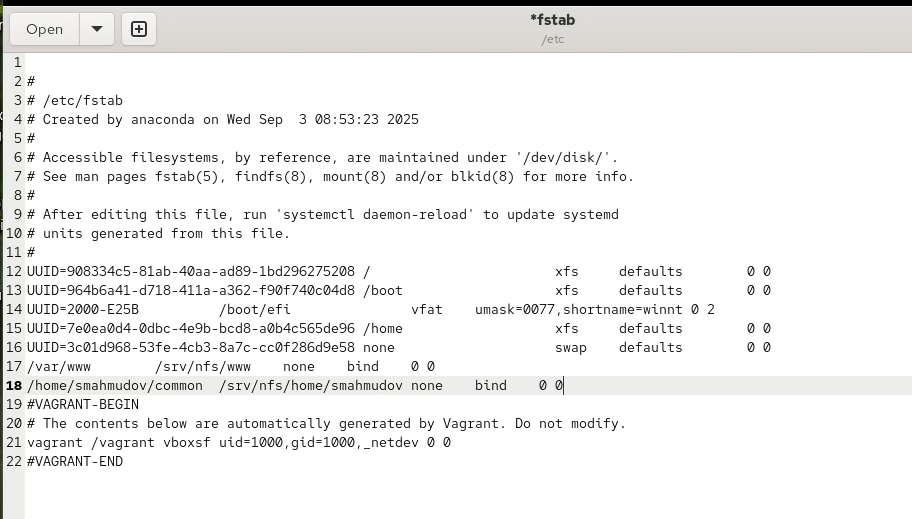 Open
*fstab
/etc
1
2 #
3 # /etc/fstab
4 # Created by anaconda on Wed Sep  3 08:53:23 2025
5 #
6 # Accessible filesystems, by reference, are maintained under '/dev/disk/'.
7 # See man pages fstab(5), findfs(8), mount(8) and/or blkid(8) for more info.
8 #
9 # After editing this file, run 'systemctl daemon-reload' to update systemd
10 # units generated from this file.
11 #
12 UUID=908334c5-81ab-40aa-ad89-1bd296275208 /                       xfs     defaults        0 0
13 UUID=964b6a41-d718-411a-a362-f90f740c04d8 /boot                   xfs     defaults        0 0
14 UUID=2000-E25B          /boot/efi               vfat    umask=0077,shortname=winnt 0 2
15 UUID=7e0ea0d4-0dbc-4e9b-bcd8-a0b4c565de96 /home                   xfs     defaults        0 0
16 UUID=3c01d968-53fe-4cb3-8a7c-cc0f286d9e58 none                    swap    defaults        0 0
17 /var/www        /srv/nfs/www    none    bind    0 0
18 /home/smahmudov/common  /srv/nfs/home/smahmudov none    bind    0 0
19 #VAGRANT-BEGIN
20 # The contents below are automatically generated by Vagrant. Do not modify.
21 vagrant /vagrant vboxsf uid=1000,gid=1000,_netdev 0 0
22 #VAGRANT-END